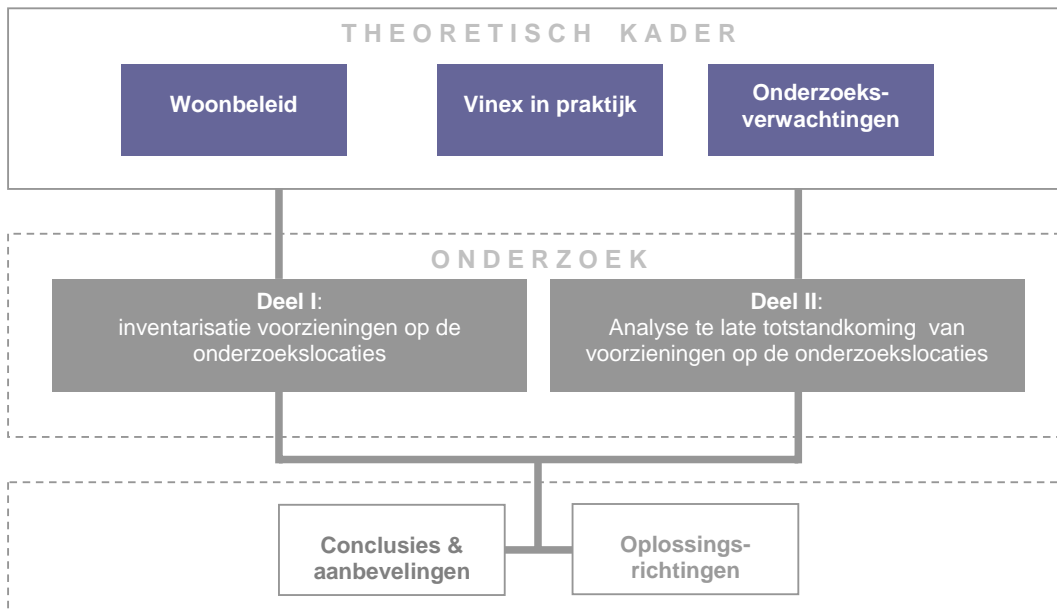 THEORETISCH KADER
Woonbeleid
Vinex in praktijk
Onderzoeks-
verwachtingen
ONDERZOEK
Deel I:
inventarisatie voorzieningen op de
onderzoekslocaties
Deel II:
Analyse te late totstandkoming van
voorzieningen op de onderzoekslocaties
Conclusies &
aanbevelingen
Oplossings-
richtingen